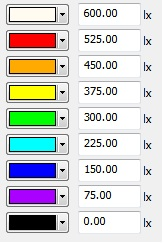 600.00 lx
525.00 lx
450.00 lx
375.00 lx
300.00 lx
225.00 lx
150.00 lx
75.00 lx
0.00 lx